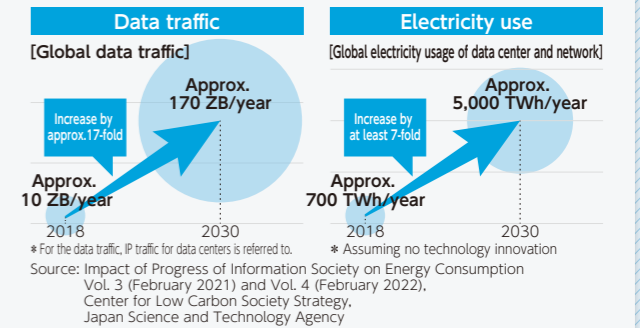 Data traffic
[Global data traffic]
Approx.
170 ZB/year
Increase by
approx.17-fold
Approx.
10 ZB/year
2018
2030
* For the data traffic, IP traffic for data centers is referred to.
Electricity use
[Global electricity usage of data center and network]
Approx.
5,000 TWh/year
Increase by
at least 7-fold
Approx.
700 TWh/year
2018
2030
* Assuming no technology innovation
Source: Impact of Progress of Information Society on Energy Consumption
Vol. 3 (February 2021) and Vol. 4 (February 2022),
Center for Low Carbon Society Strategy,
Japan Science and Technology Agency